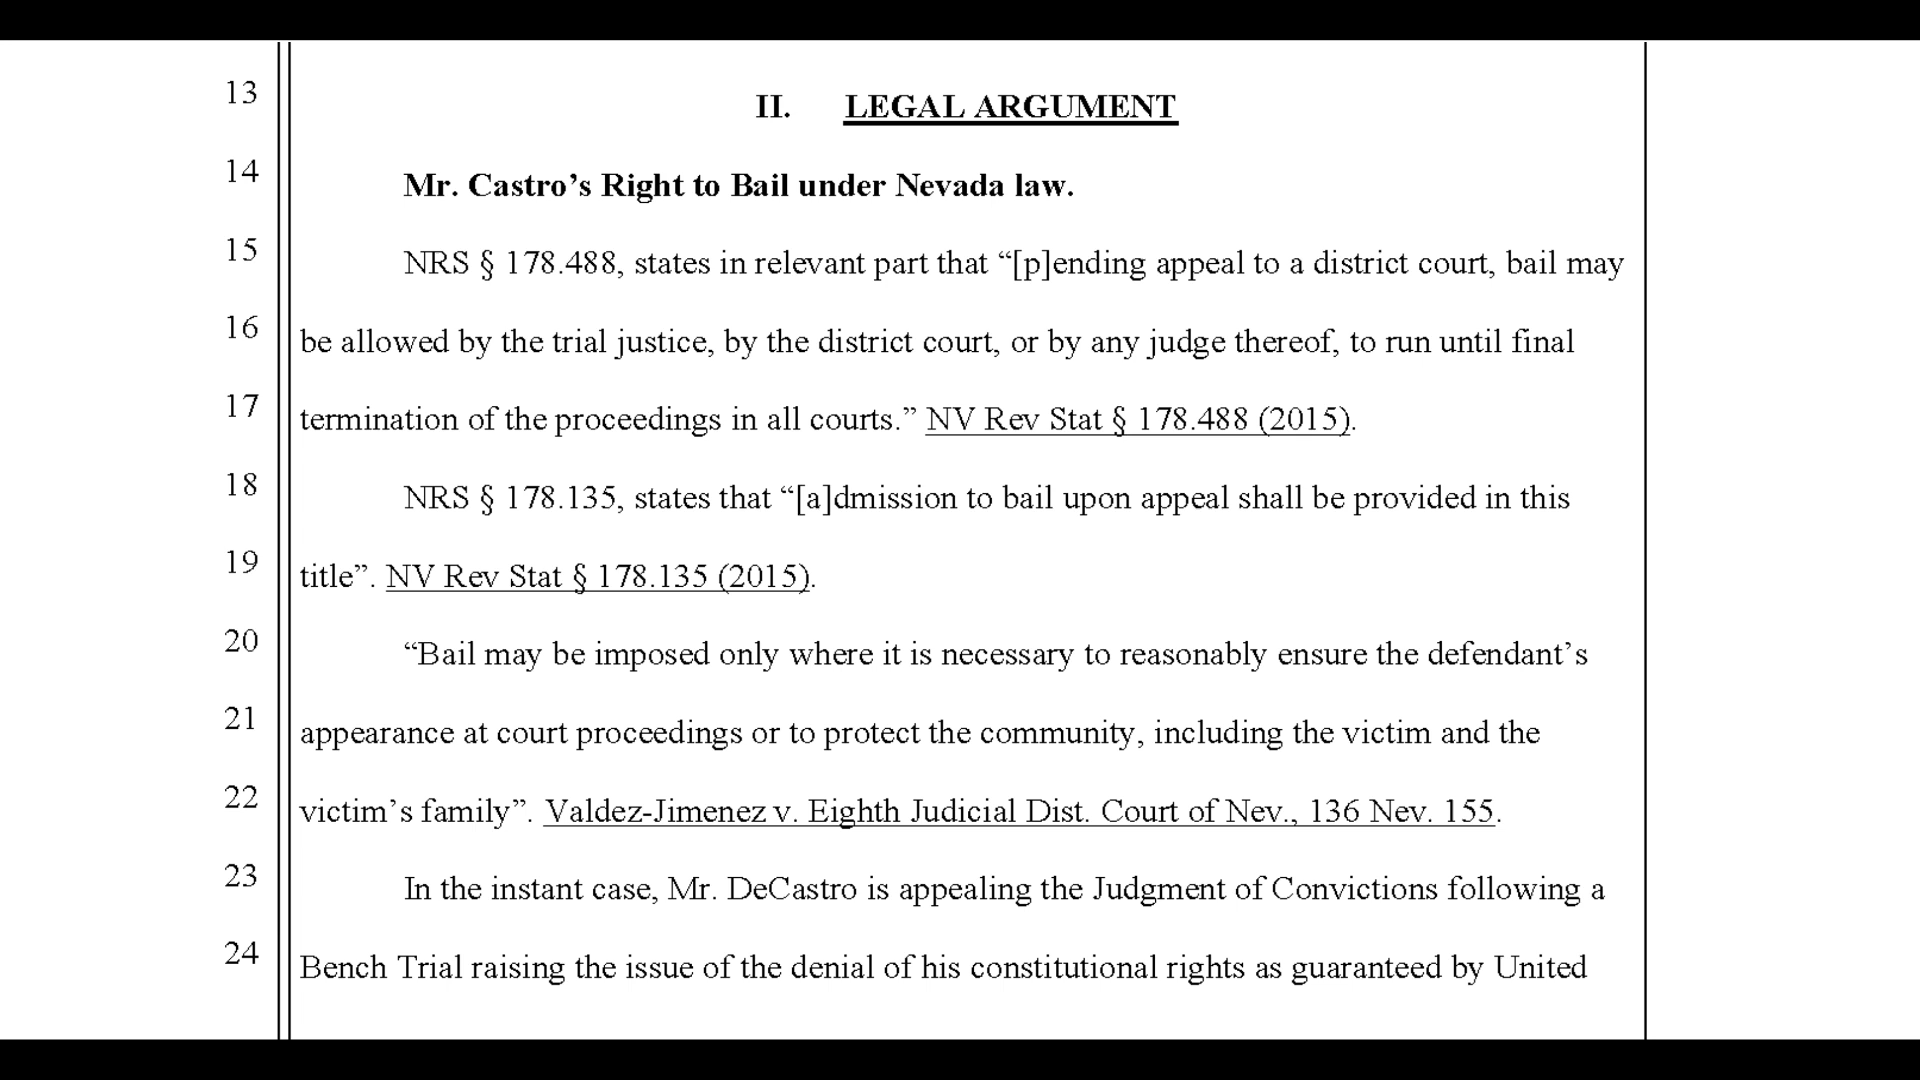 13
II. LEGAL ARGUMENT
14
Mr. Castro’s Right to Bail under Nevada law.
15
NRS § 178.488, states in relevant part that “[p]ending appeal to a district court, bail may
16
be allowed by the trial justice, by the district court, or by any judge thereof, to run until final
17
termination of the proceedings in all courts.” NV Rev Stat § 178.488 (2015).
18
NRS § 178.135, states that “[a]dmission to bail upon appeal shall be provided in this
19
title”. NV Rev Stat § 178.135 (2015).
20
“Bail may be imposed only where it is necessary to reasonably ensure the defendant’s
21
appearance at court proceedings or to protect the community, including the victim and the
22
victim’s family”. Valdez-Jimenez v. Eighth Judicial Dist. Court of Nev., 136 Nev. 155.
23
In the instant case, Mr. DeCastro is appealing the Judgment of Convictions following a
24
Bench Trial raising the issue of the denial of his constitutional rights as guaranteed by United